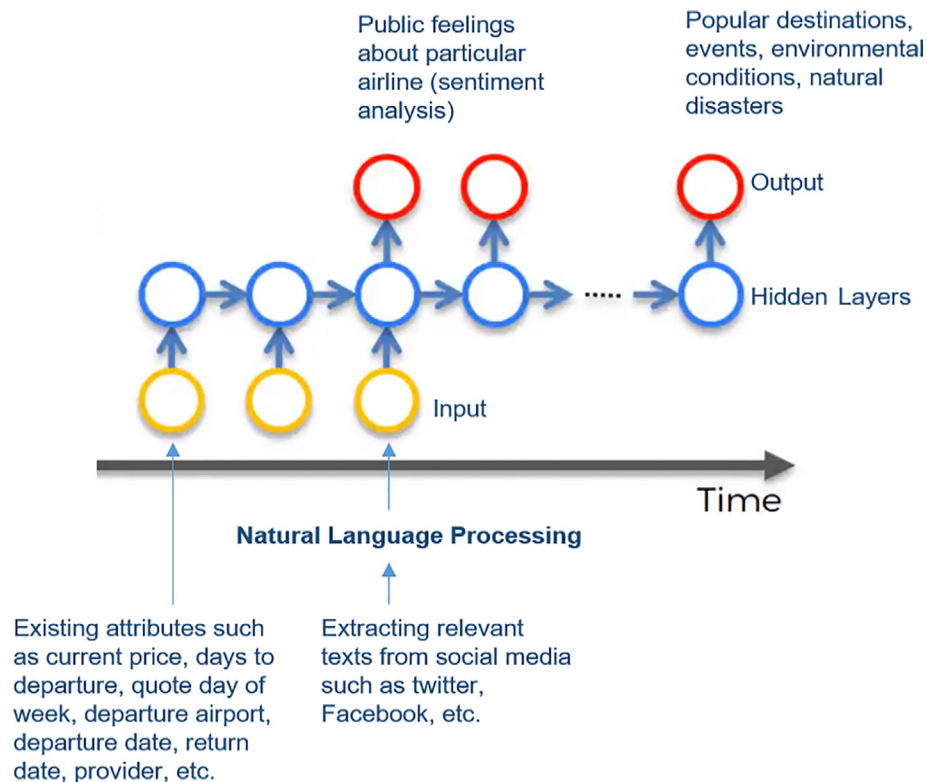 Public feelings
about particular
airline (sentiment
analysis)
Popular destinations,
events, environmental
conditions, natural
disasters
Output
Hidden Layers
Input
Time
Natural Language Processing
Existing attributes such
as current price, days to
departure, quote day of
week, departure airport,
departure date, return
date, provider, etc.
Extracting relevant
texts from social media
such as twitter,
Facebook, etc.